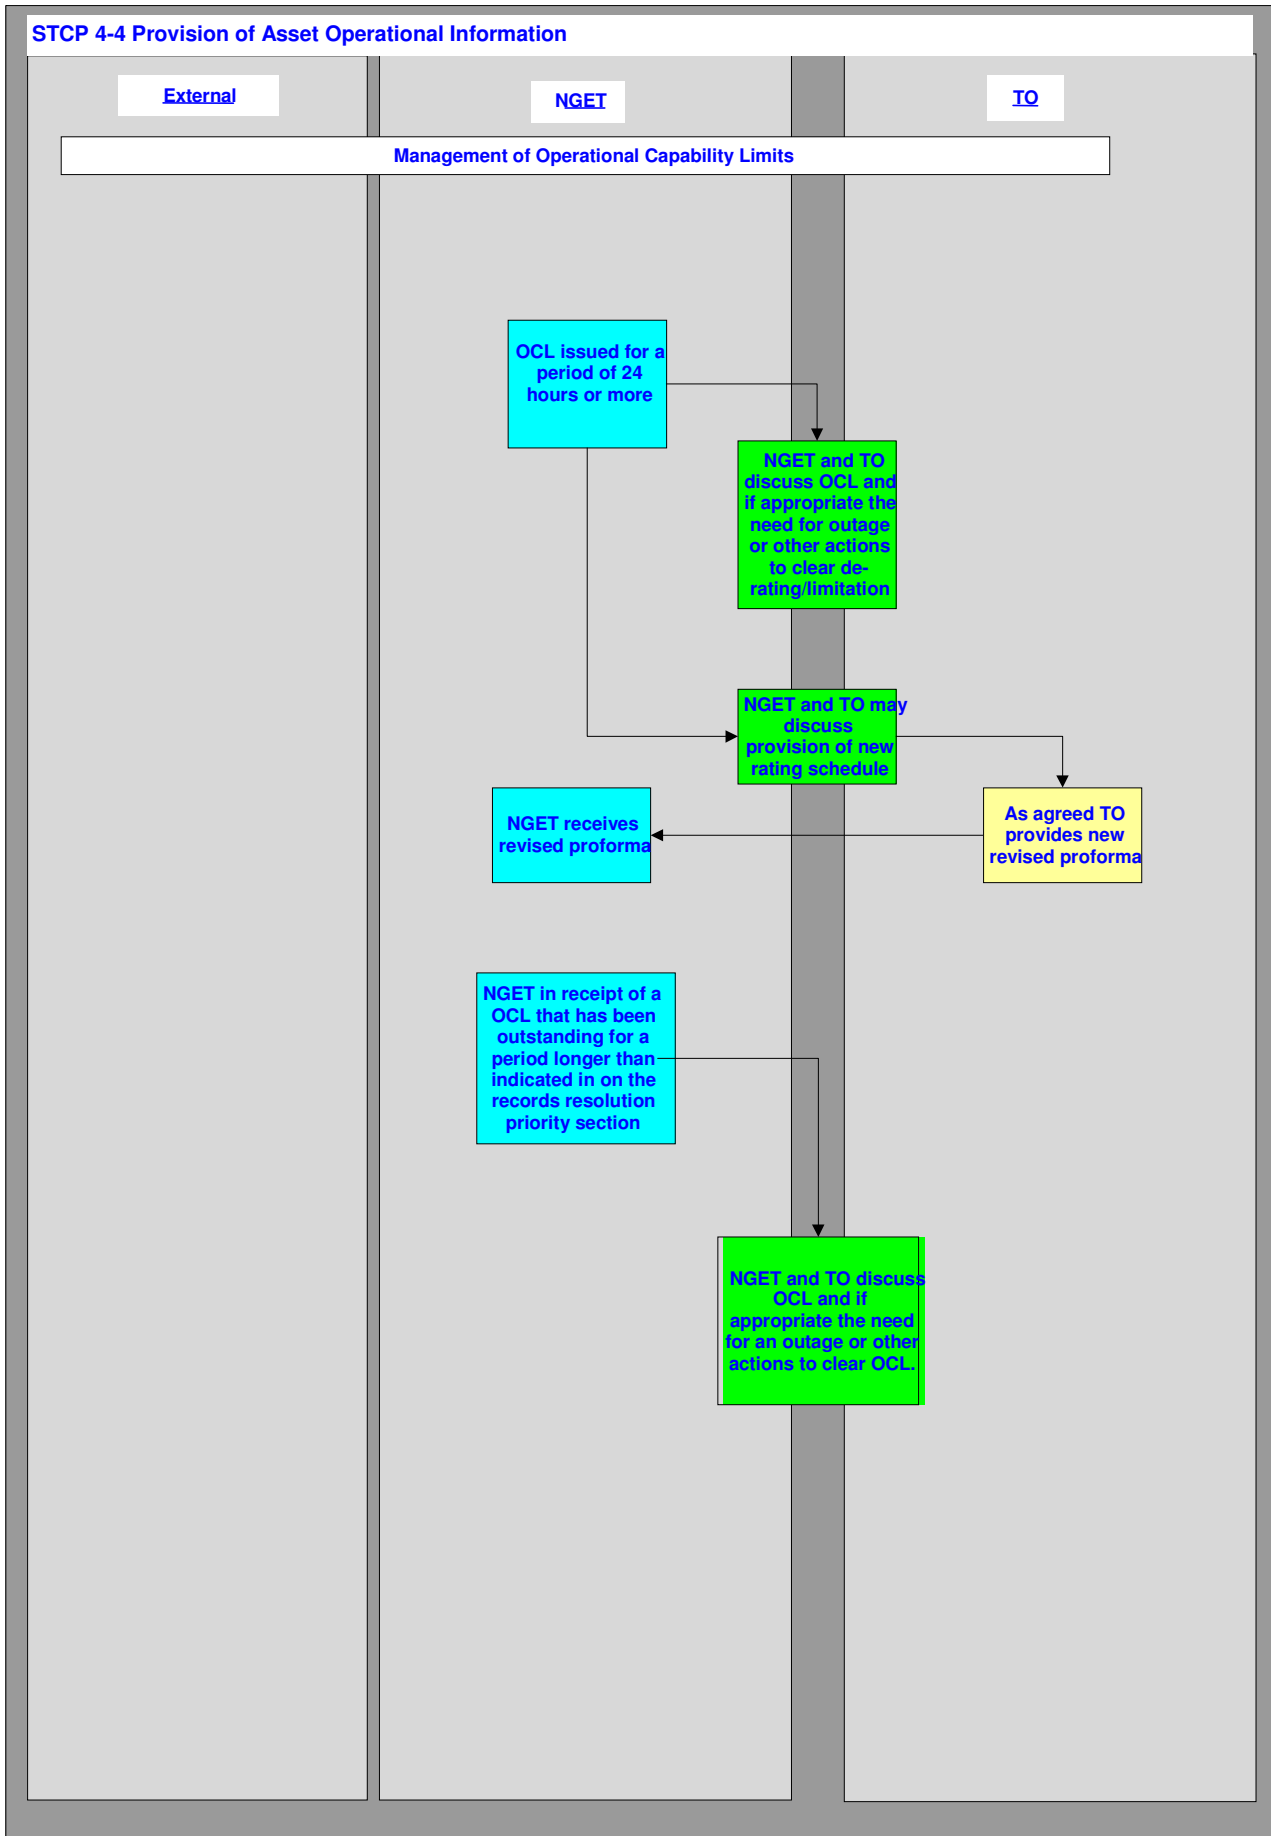 STCP 4-4 Provision of Asset Operational Information
External
NGET
TO
Management of Operational Capability Limits
OCL issued for a
period of 24
hours or more
NGET and TO
discuss OCL and
if appropriate the
need for outage
or other actions
to clear de-
rating/limitation
NGET and TO may
discuss
provision of new
rating schedule
NGET receives
revised proforma
As agreed TO
provides new
revised proforma
NGET in receipt of a
OCL that has been
outstanding for a
period longer than
indicated in on the
records resolution
priority section
NGET and TO discuss
OCL and if
appropriate the need
for an outage or other
actions to clear OCL.